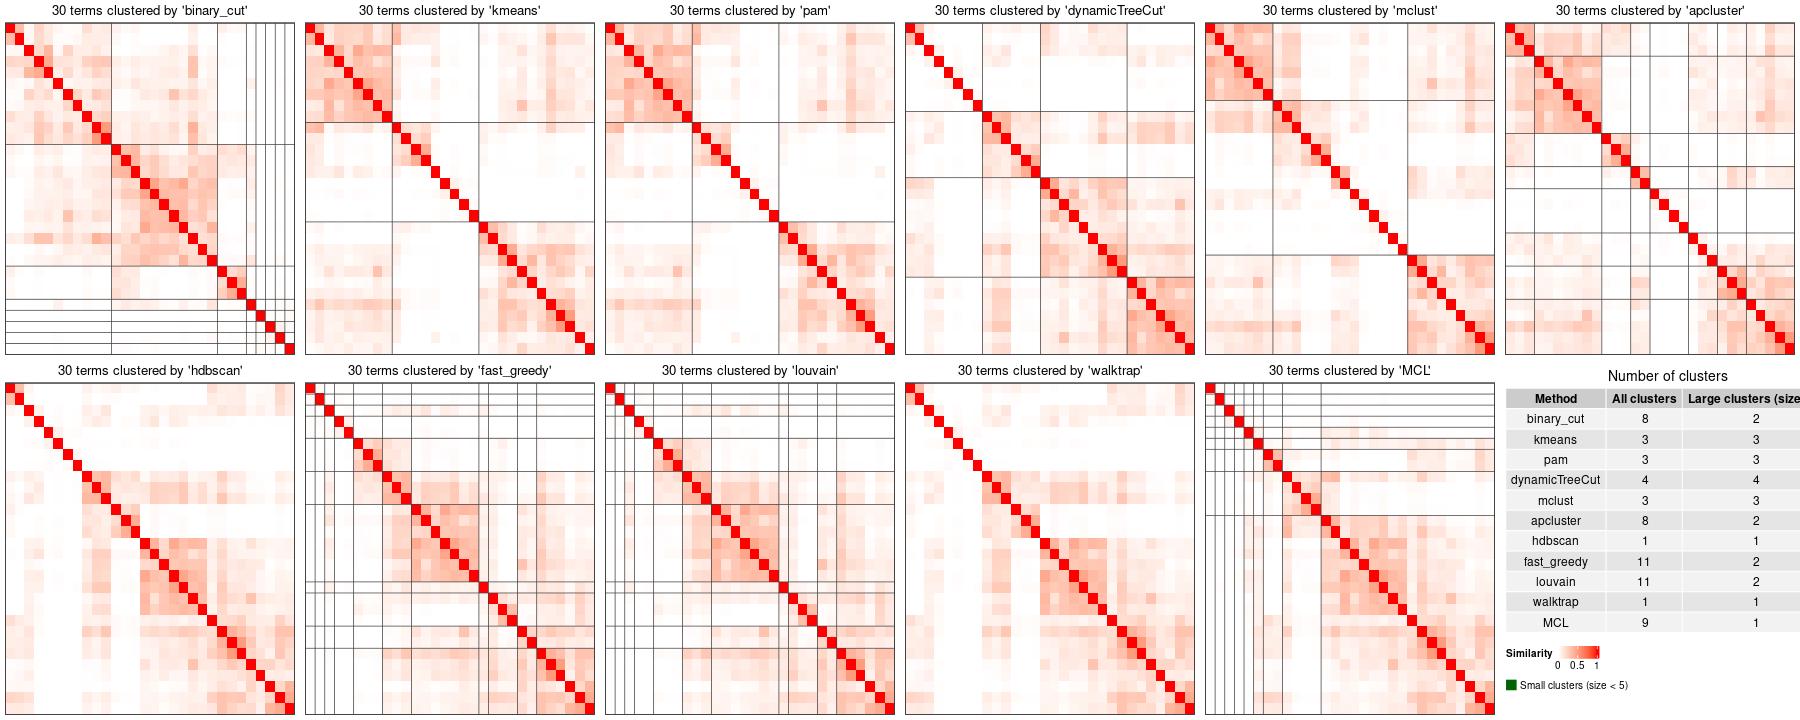 30 terms clustered by 'binary_cut'
30 terms clustered by 'kmeans'
30 terms clustered by 'pam'
30 terms clustered by 'dynamicTreeCut'
30 terms clustered by 'mclust'
30 terms clustered by 'apcluster'
30 terms clustered by 'hdbscan'
30 terms clustered by 'fast_greedy'
30 terms clustered by 'louvain'
30 terms clustered by 'walktrap'
30 terms clustered by 'MCL'
Number of clusters
Method All clusters Large clusters (size
binary_cut 8 2
kmeans 3 3
pam 3 3
dynamicTreeCut 4 4
mclust 3 3
apcluster 8 2
hdbscan 1 1
fast_greedy 11 2
louvain 11 2
walktrap 1 1
MCL 9 1
Similarity
0 0.5 1
Small clusters (size < 5)